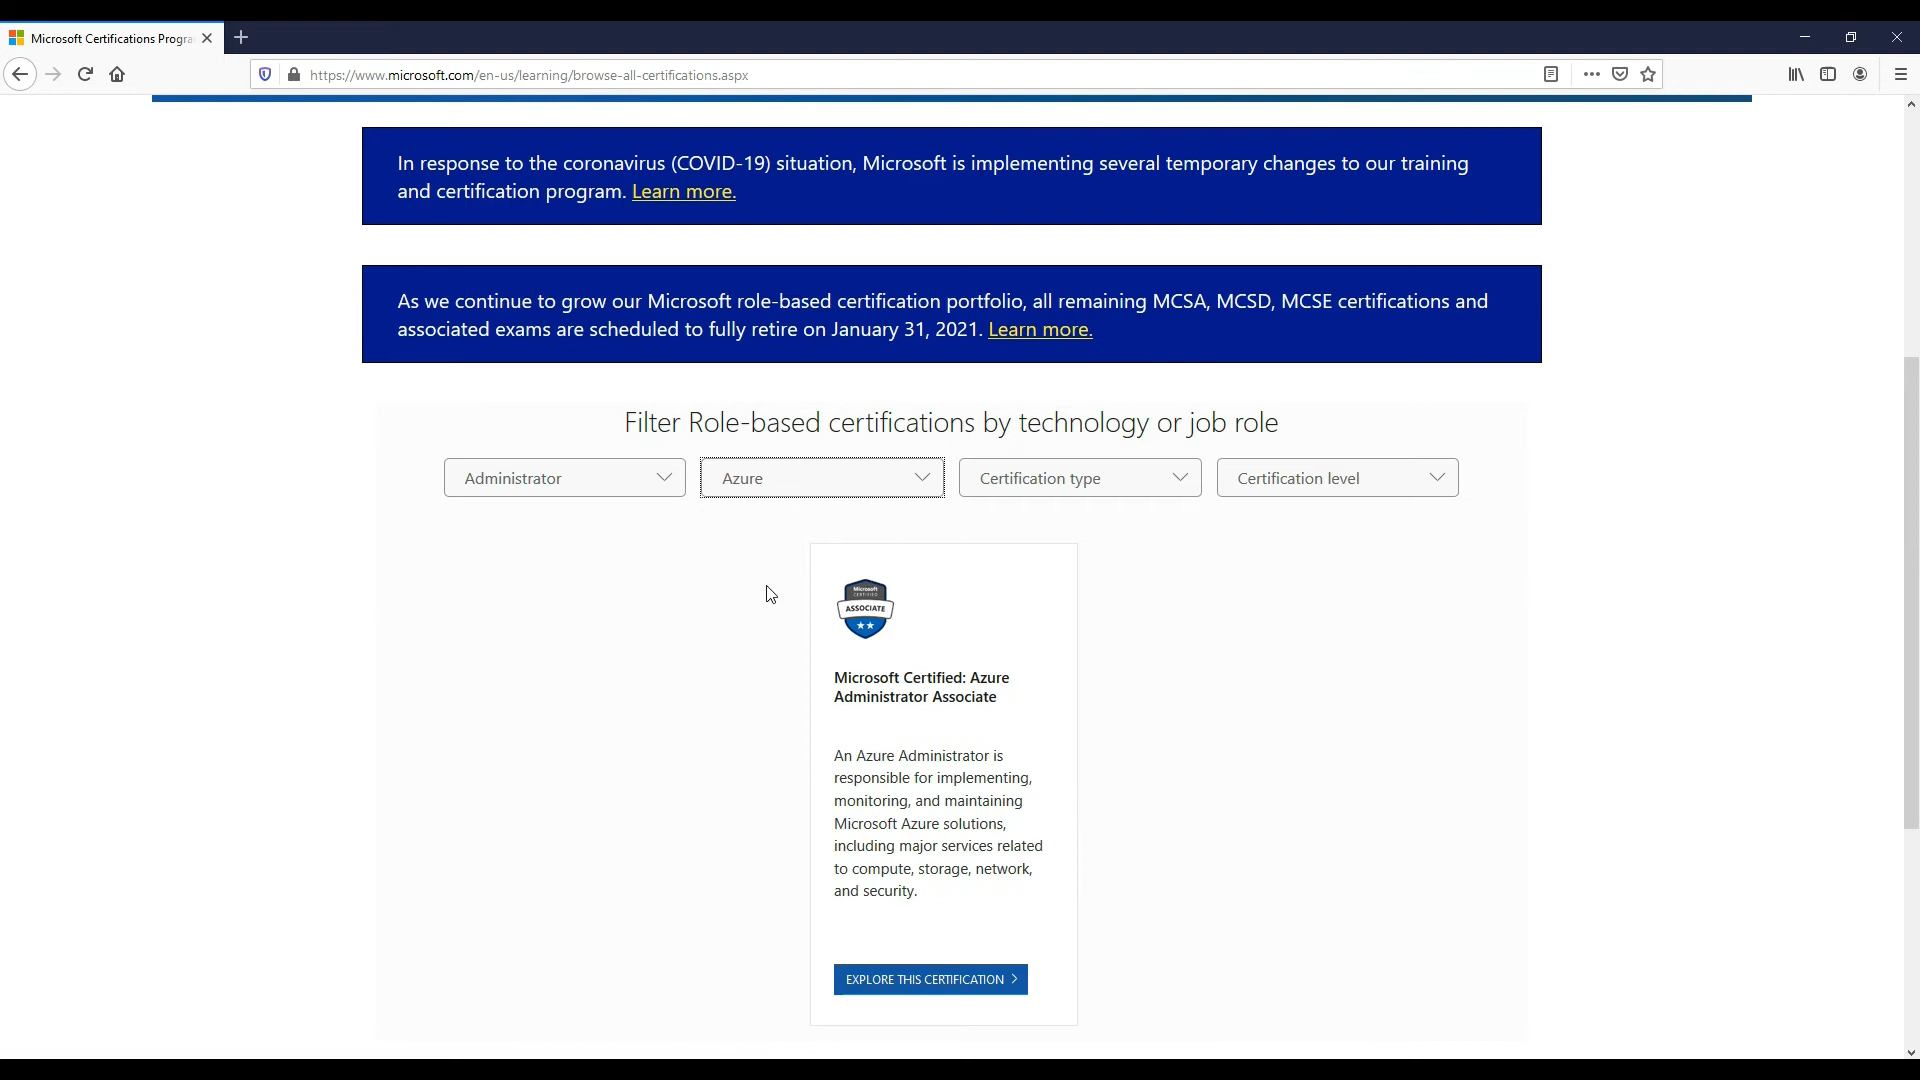 Microsoft Certifications Progra
https://www.microsoft.com/en-us/learning/browse-all-certifications.aspx
In response to the coronavirus (COVID-19) situation, Microsoft is implementing several temporary changes to our training
and certification program. Learn more.
As we continue to grow our Microsoft role-based certification portfolio, all remaining MCSA, MCSD, MCSE certifications and
associated exams are scheduled to fully retire on January 31, 2021. Learn more.
Filter Role-based certifications by technology or job role
Administrator
Azure
Certification type
Certification level
Microsoft
CERTIFIED
ASSOCIATE
Microsoft Certified: Azure
Administrator Associate
An Azure Administrator is
responsible for implementing,
monitoring, and maintaining
Microsoft Azure solutions,
including major services related
to compute, storage, network,
and security.
EXPLORE THIS CERTIFICATION